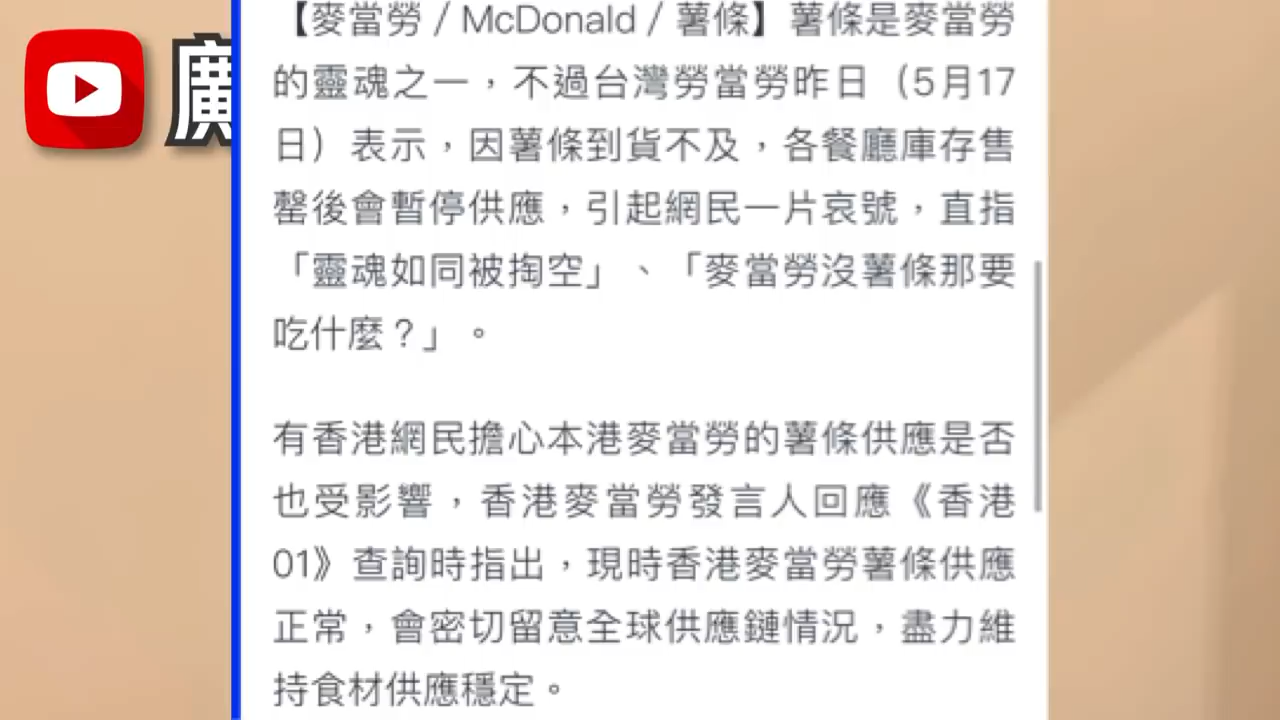 廣
【麥當勞 / McDonald / 薯條】薯條是麥當勞
的靈魂之一，不過台灣勞當勞昨日（5月17
日）表示，因薯條到貨不及，各餐廳庫存售
罄後會暫停供應，引起網民一片哀號，直指
「靈魂如同被掏空」、「麥當勞沒薯條那要
吃什麼？」。
有香港網民擔心本港麥當勞的薯條供應是否
也受影響，香港麥當勞發言人回應《香港
01》查詢時指出，現時香港麥當勞薯條供應
正常，會密切留意全球供應鏈情況，盡力維
持食材供應穩定。